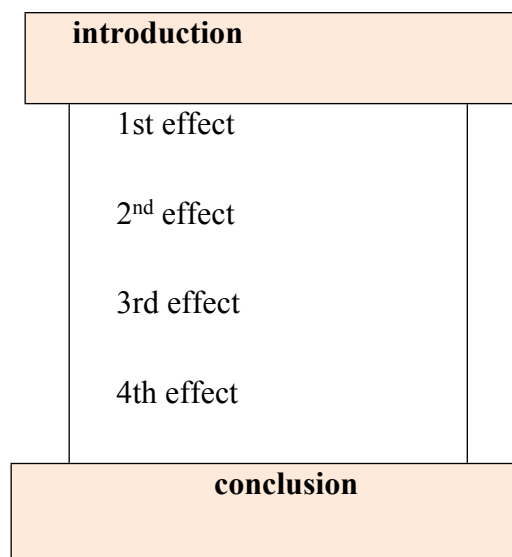 introduction
1st effect
2nd effect
3rd effect
4th effect
conclusion